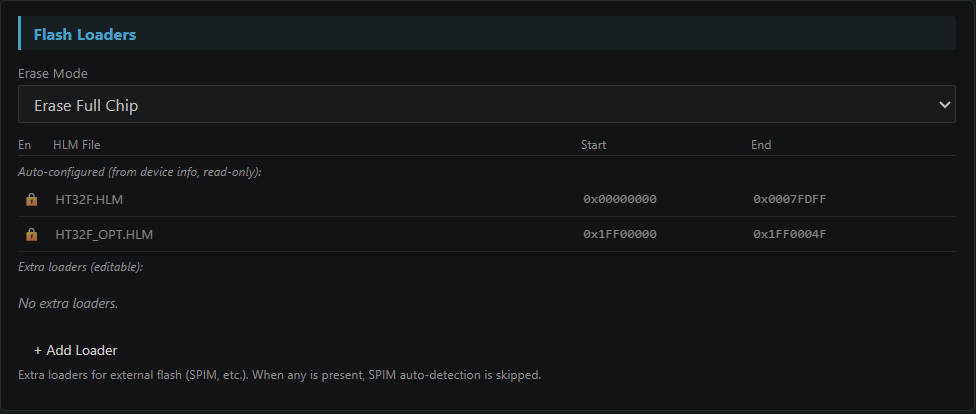 Flash Loaders
Erase Mode
Erase Full Chip
En HLM File Start End
Auto-configured (from device info, read-only):
HT32F.HLM 0x00000000 0x0007FDFF
HT32F_OPT.HLM 0x1FF00000 0x1FF0004F
Extra loaders (editable):
No extra loaders.
+ Add Loader
Extra loaders for external flash (SPIM, etc.). When any is present, SPIM auto-detection is skipped.